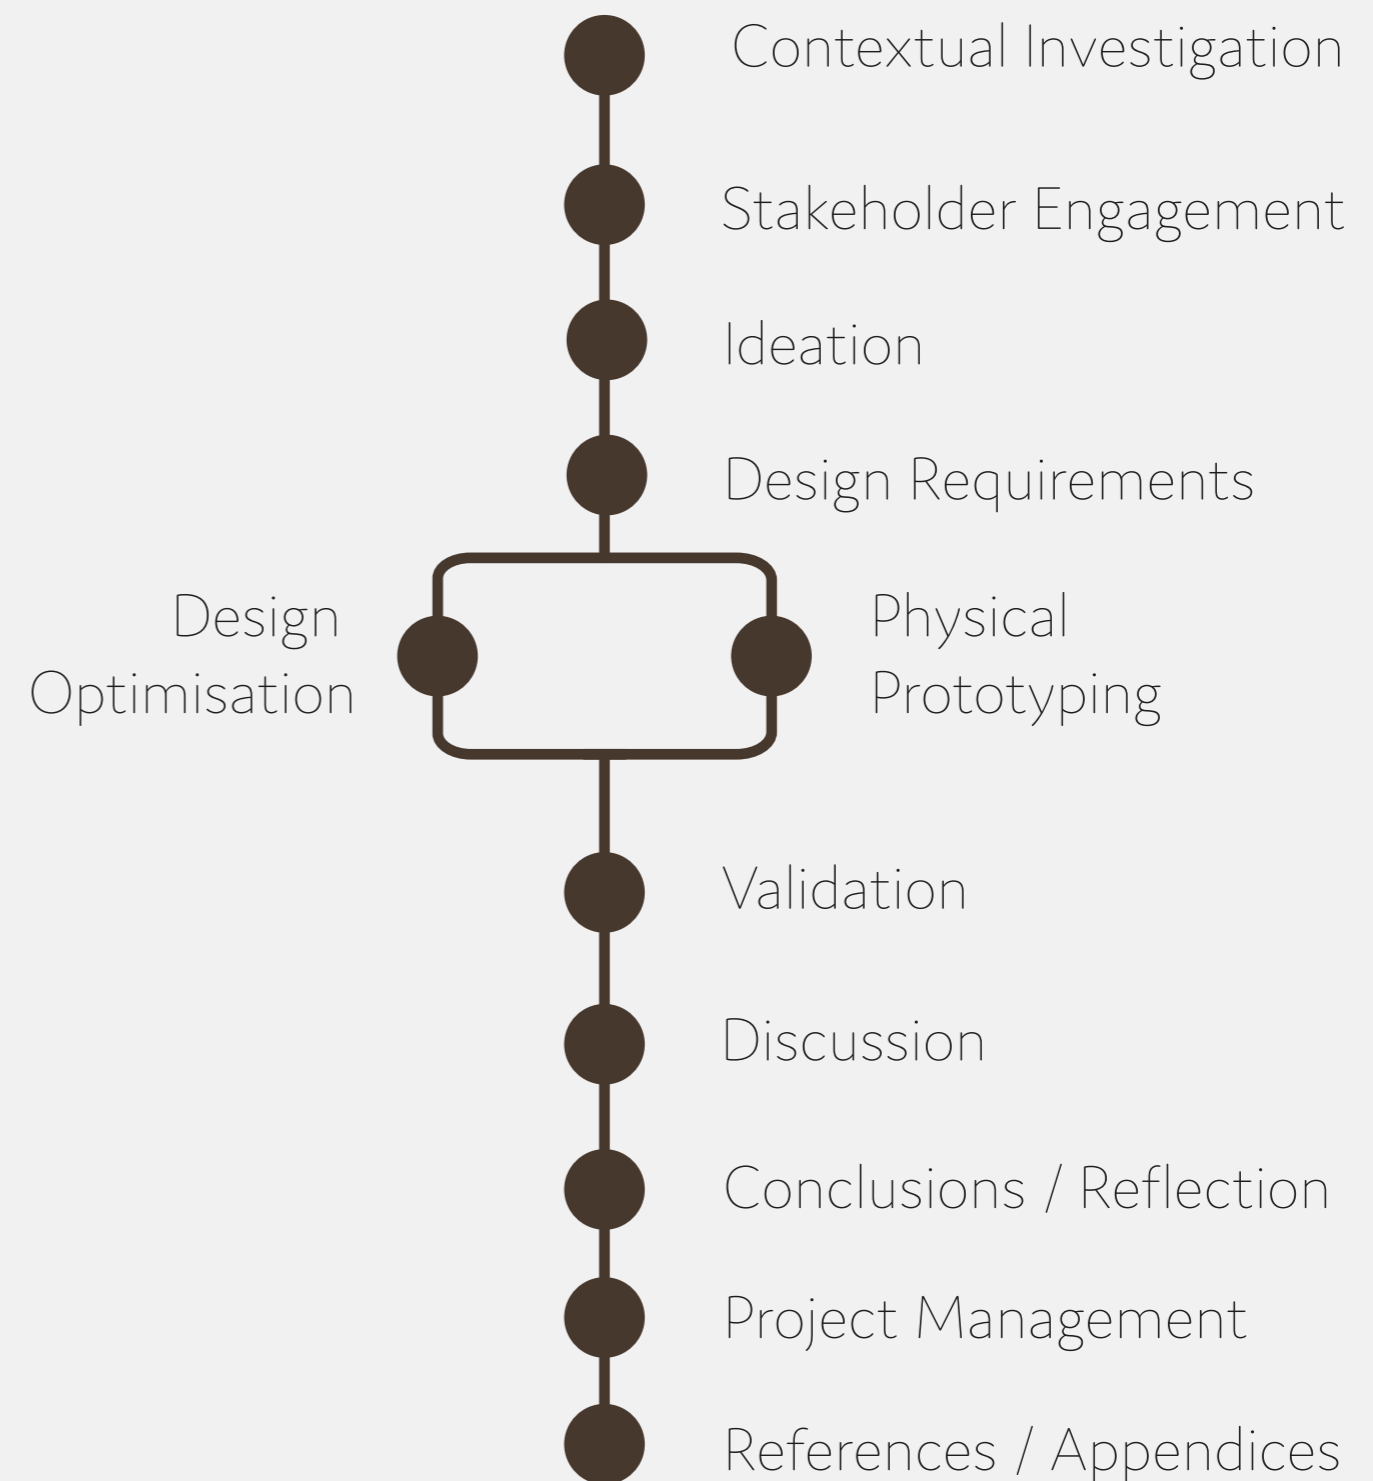 Contextual Investigation
Stakeholder Engagement
Ideation
Design Requirements
Design
Optimisation
Physical
Prototyping
Validation
Discussion
Conclusions / Reflection
Project Management
References / Appendices